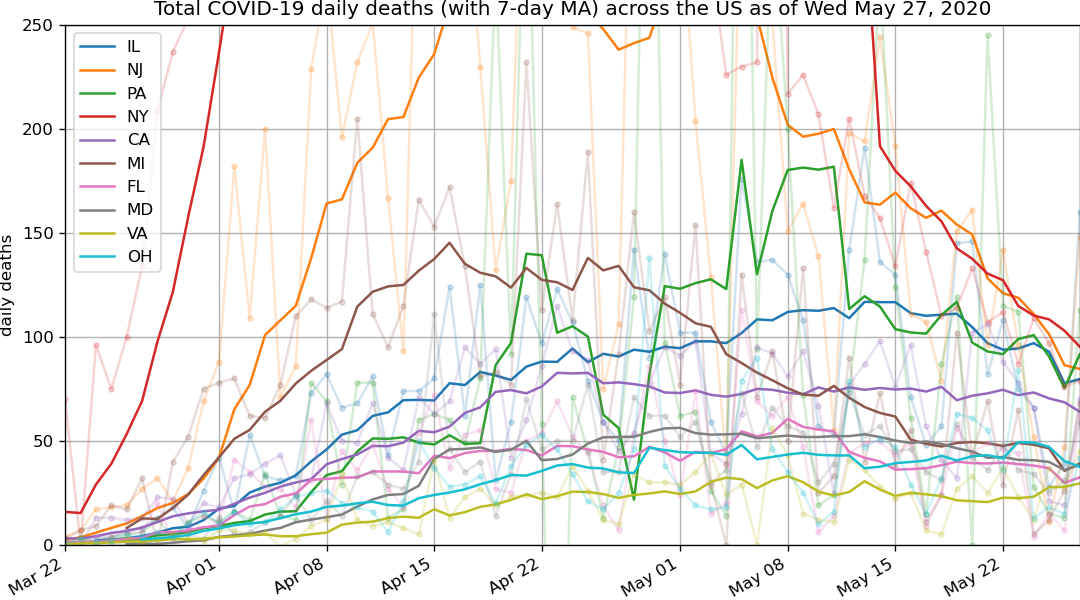 Total COVID-19 daily deaths (with 7-day MA) across the US as of Wed May 27, 2020
daily deaths
250
200
150
100
50
0
IL
NJ
PA
NY
CA
MI
FL
MD
VA
OH
Mar 22
Apr 01
Apr 08
Apr 15
Apr 22
May 01
May 08
May 15
May 22